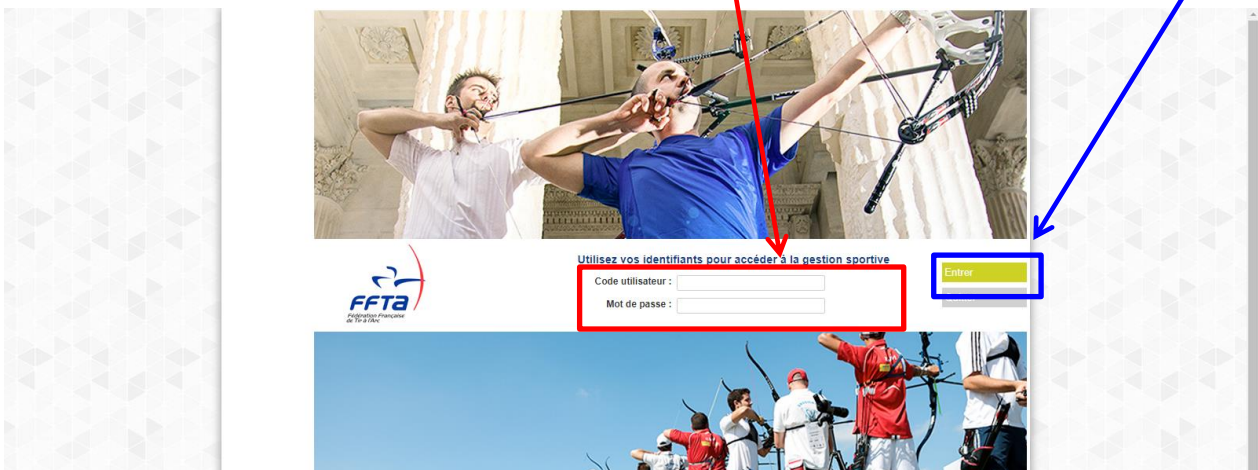 Utilisez vos identifiants pour accéder à la gestion sportive
Code utilisateur :
Mot de passe :
Entrer
FFTa
Fédération Française
de Tir à l'Arc